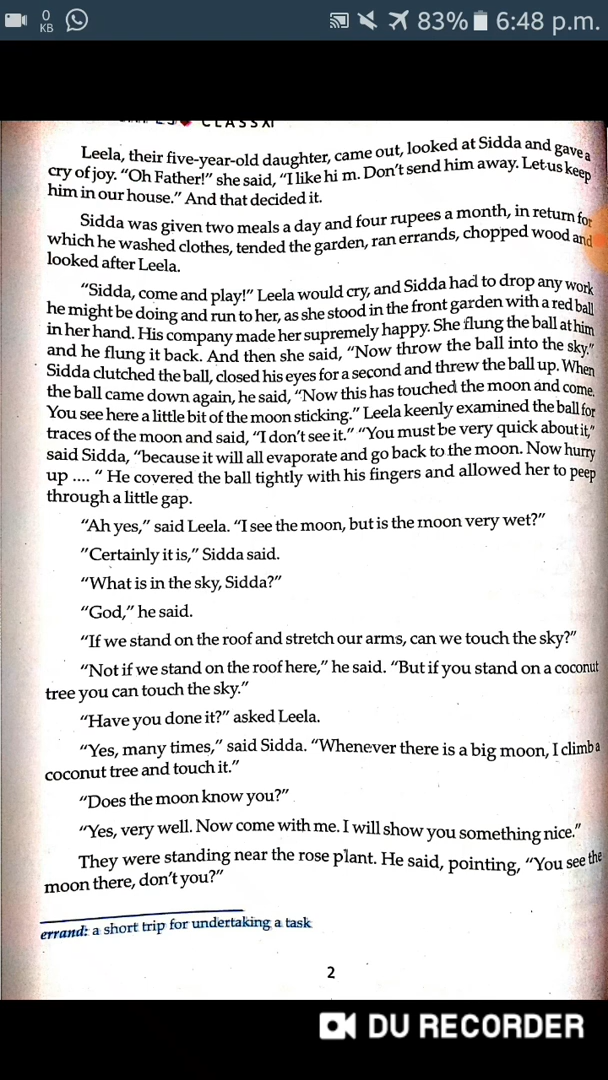 0
KB
83% 6:48 p.m.
CLASS XI
Leela, their five-year-old daughter, came out, looked at Sidda and gave a
cry of joy. "Oh Father!" she said, "I like hi m. Don't send him away. Let us keep
him in our house." And that decided it.
Sidda was given two meals a day and four rupees a month, in return for
which he washed clothes, tended the garden, ran errands, chopped wood and
looked after Leela.
"Sidda, come and play!" Leela would cry, and Sidda had to drop any work
he might be doing and run to her, as she stood in the front garden with a red ball
in her hand. His company made her supremely happy. She flung the ball at him
and he flung it back. And then she said, "Now throw the ball into the sky."
Sidda clutched the ball, closed his eyes for a second and threw the ball up. When
the ball came down again, he said, "Now this has touched the moon and come.
You see here a little bit of the moon sticking." Leela keenly examined the ball for
traces of the moon and said, "I don't see it." "You must be very quick about it,"
said Sidda, "because it will all evaporate and go back to the moon. Now hurry
up .... " He covered the ball tightly with his fingers and allowed her to peep
through a little gap.
"Ah yes," said Leela. "I see the moon, but is the moon very wet?"
"Certainly it is," Sidda said.
"What is in the sky, Sidda?"
"God," he said.
"If we stand on the roof and stretch our arms, can we touch the sky?"
"Not if we stand on the roof here," he said. "But if you stand on a coconut
tree you can touch the sky."
"Have you done it?" asked Leela.
"Yes, many times," said Sidda. "Whenever there is a big moon, I climb a
coconut tree and touch it."
"Does the moon know you?"
"Yes, very well. Now come with me. I will show you something nice."
They were standing near the rose plant. He said, pointing, "You see the
moon there, don't you?"
errand: a short trip for undertaking a task
2
DU RECORDER